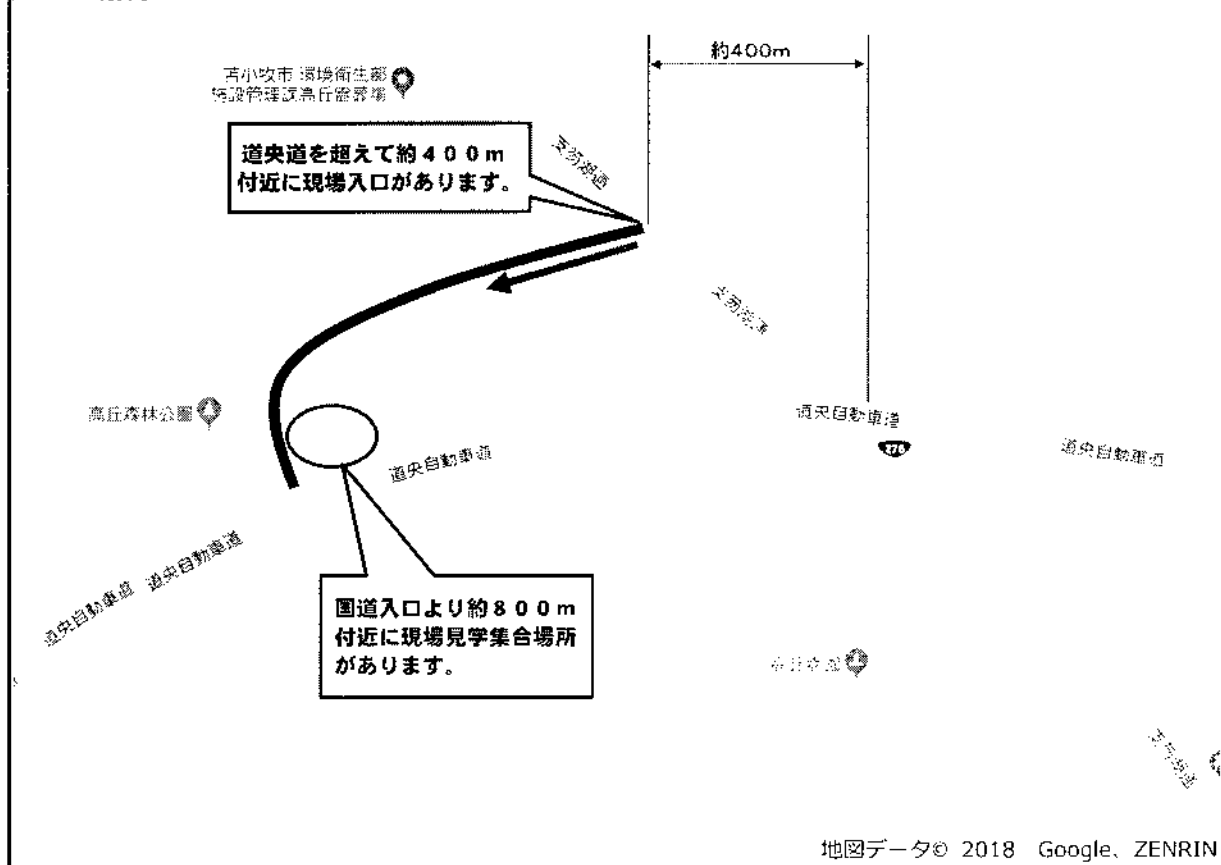 約400m
苫小牧市 環境衛生部
施設管理課高丘霊葬場
道央道を超えて約４００m
付近に現場入口があります。
支笏湖通
支笏湖通
高丘森林公園
道央自動車道
276
道央自動車道
道央自動車道
道央自動車道
道央自動車道
国道入口より約８００m
付近に現場見学集合場所
があります。
支笏湖通
地図データ© 2018 Google、ZENRIN